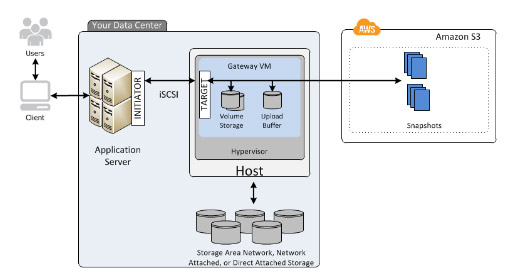 Your Data Center
AWS
Amazon S3
Users
Client
Application
Server
INITIATOR
iSCSI
TARGET
Gateway VM
Volume
Storage
Upload
Buffer
Hypervisor
Host
Snapshots
Storage Area Network, Network
Attached, or Direct Attached Storage